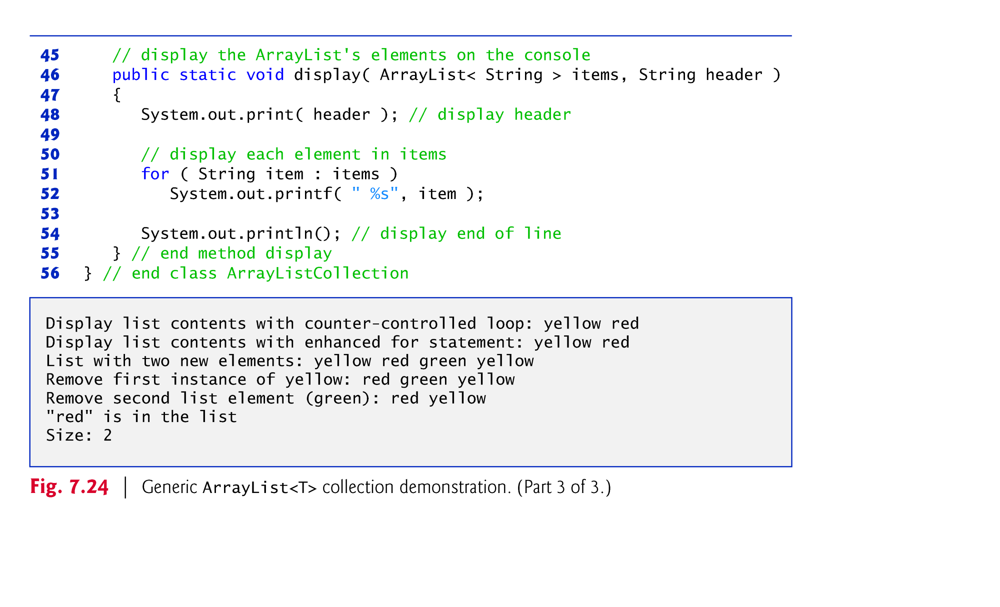 45 // display the ArrayList's elements on the console
46 public static void display( ArrayList< String > items, String header )
47 {
48 System.out.print( header ); // display header
49
50 // display each element in items
51 for ( String item : items )
52 System.out.printf( " %s", item );
53
54 System.out.println(); // display end of line
55 } // end method display
56 } // end class ArrayListCollection
Display list contents with counter-controlled loop: yellow red
Display list contents with enhanced for statement: yellow red
List with two new elements: yellow red green yellow
Remove first instance of yellow: red green yellow
Remove second list element (green): red yellow
"red" is in the list
Size: 2
Fig. 7.24 | Generic ArrayList<T> collection demonstration. (Part 3 of 3.)